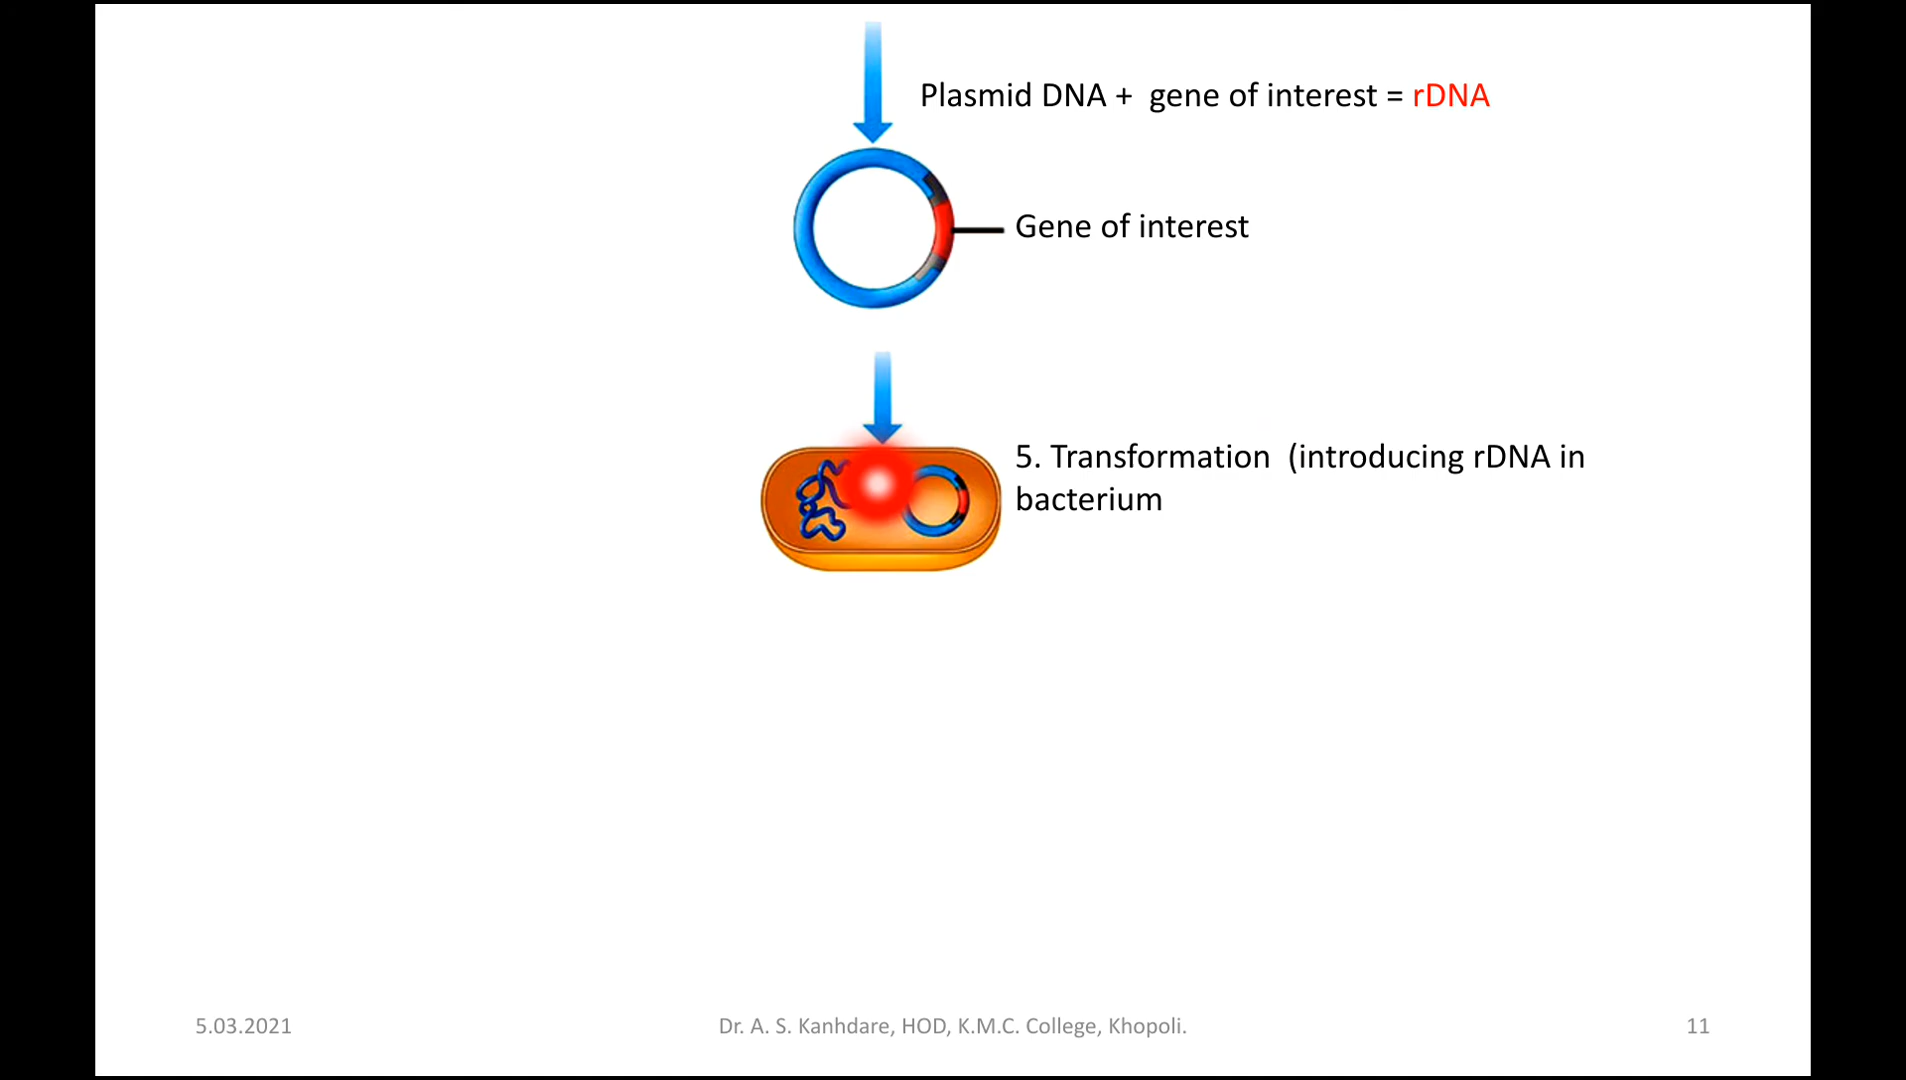 Plasmid DNA +  gene of interest = rDNA
Gene of interest
5. Transformation  (introducing rDNA in
bacterium
5.03.2021
Dr. A. S. Kanhdare, HOD, K.M.C. College, Khopoli.
11